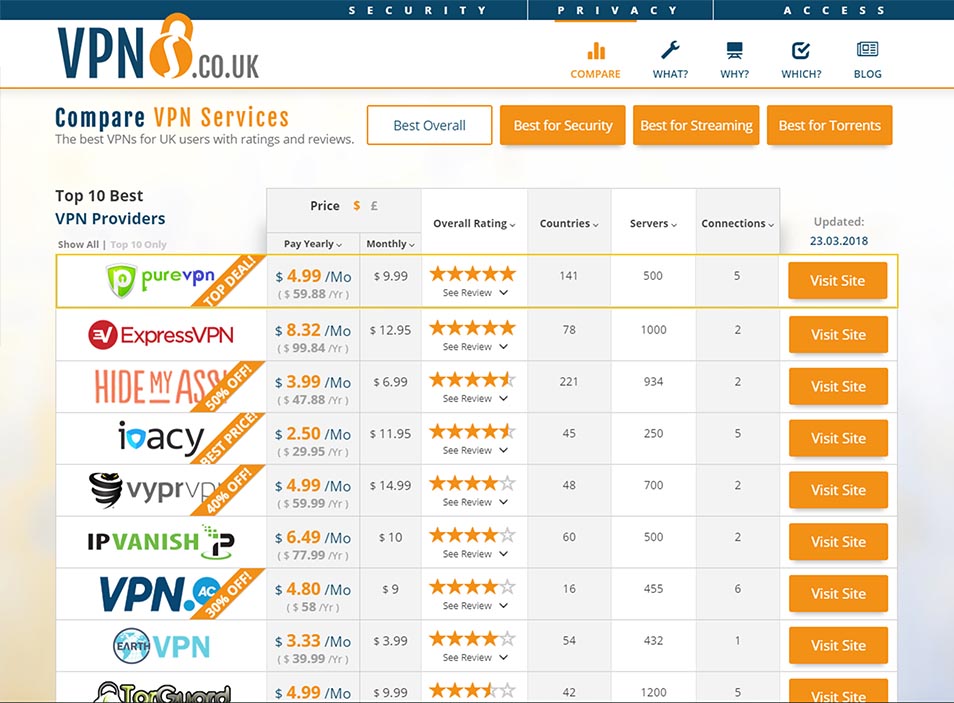 SECURITY PRIVACY ACCESS
VPN8.CO.UK
COMPARE WHAT? WHY? WHICH? BLOG
Compare VPN Services
The best VPNs for UK users with ratings and reviews.
Best Overall Best for Security Best for Streaming Best for Torrents
Top 10 Best
VPN Providers
Show All | Top 10 Only
Price $ £
Pay Yearly Monthly
Overall Rating Countries Servers Connections
Updated:
23.03.2018
purevpn TOP DEAL! $ 4.99 /Mo $ 9.99 141 500 5 Visit Site
( $ 59.88 /Yr ) See Review
ExpressVPN $ 8.32 /Mo $ 12.95 78 1000 2 Visit Site
( $ 99.84 /Yr ) See Review
HIDE MY ASS 50% OFF! $ 3.99 /Mo $ 6.99 221 934 2 Visit Site
( $ 47.88 /Yr ) See Review
ivacy BEST PRICE! $ 2.50 /Mo $ 11.95 45 250 5 Visit Site
( $ 29.95 /Yr ) See Review
vyprvpn 40% OFF! $ 4.99 /Mo $ 14.99 48 700 2 Visit Site
( $ 59.99 /Yr ) See Review
IPVANISH IP $ 6.49 /Mo $ 10 60 500 2 Visit Site
( $ 77.99 /Yr ) See Review
VPN.AC 30% OFF! $ 4.80 /Mo $ 9 16 455 6 Visit Site
( $ 58 /Yr ) See Review
EARTH VPN $ 3.33 /Mo $ 3.99 54 432 1 Visit Site
( $ 39.99 /Yr ) See Review
TorGuard $ 4.99 /Mo $ 9.99 42 1200 5 Visit Site